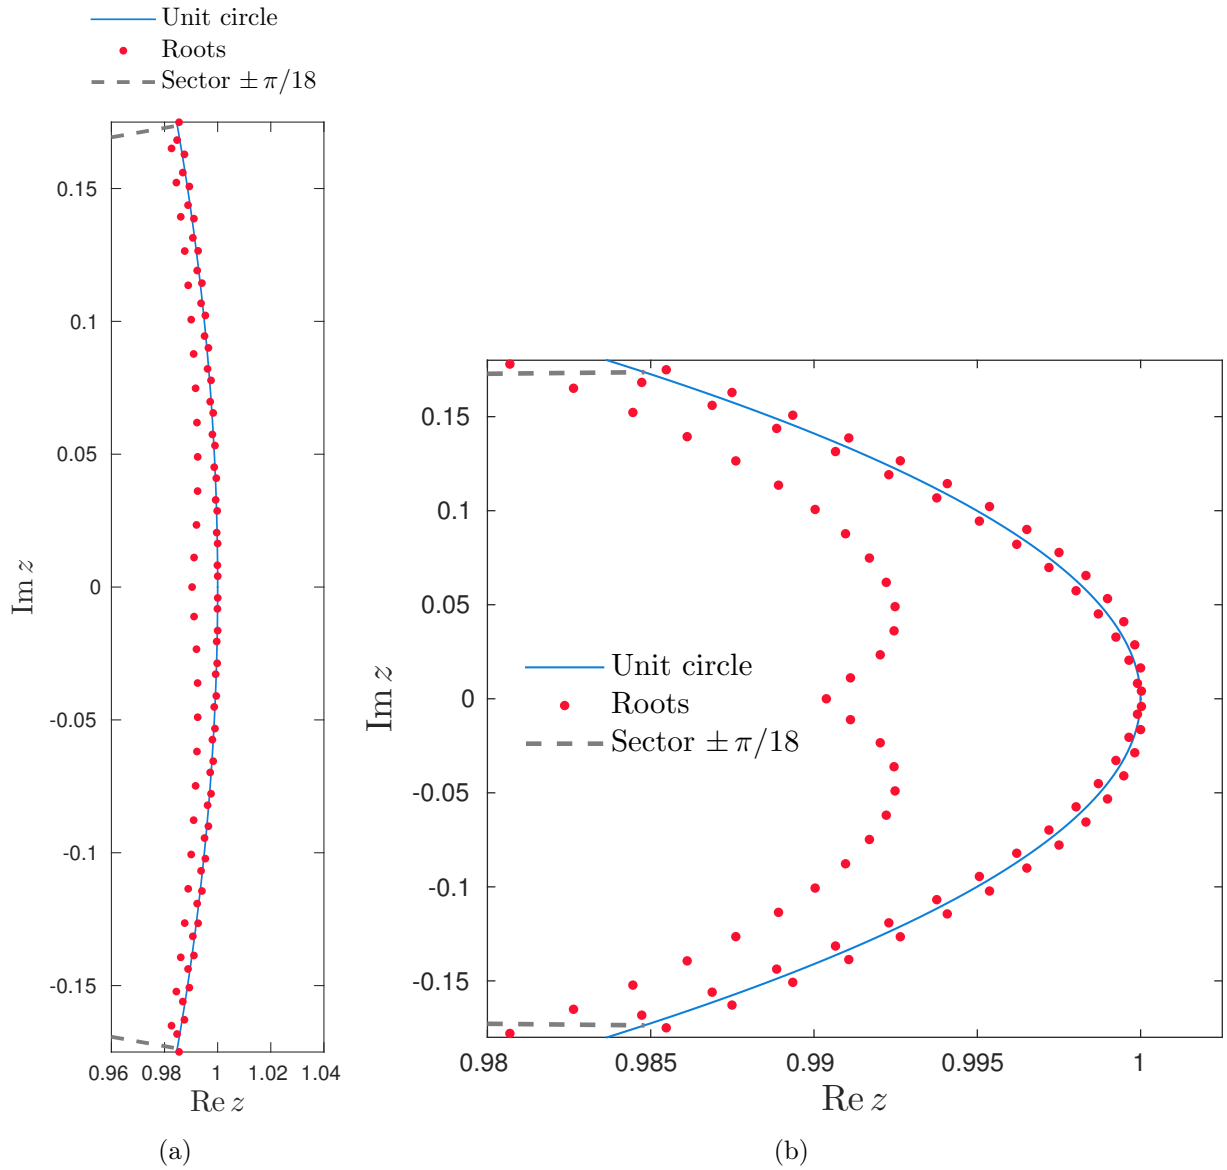 Unit circle
Roots
Sector ± π/18
0.15
0.1
0.05
0
-0.05
-0.1
-0.15
0.96 0.98 1 1.02 1.04
Im z
Re z
(a)
0.15
0.1
0.05
0
-0.05
-0.1
-0.15
0.98 0.985 0.99 0.995 1
Im z
Unit circle
Roots
Sector ± π/18
Re z
(b)